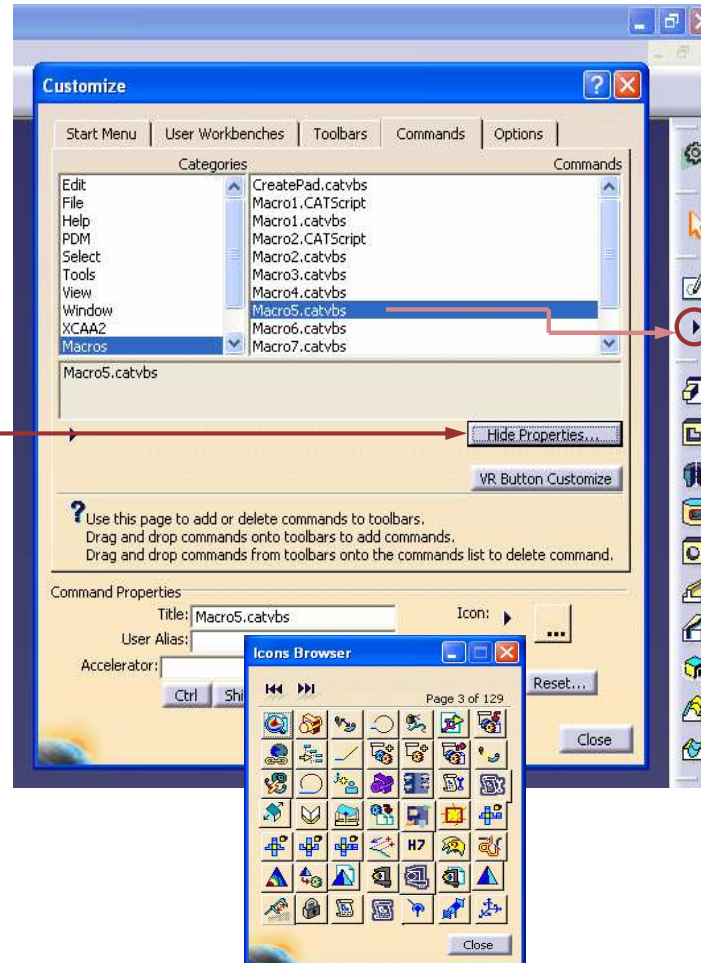 Customize
Start Menu User Workbenches Toolbars Commands Options
Categories Commands
Edit CreatePad.catvbs
File Macro1.CATScript
Help Macro1.catvbs
PDM Macro2.CATScript
Select Macro2.catvbs
Tools Macro3.catvbs
View Macro4.catvbs
Window Macro5.catvbs
XCAA2 Macro6.catvbs
Macros Macro7.catvbs
Macro5.catvbs
Hide Properties...
VR Button Customize
? Use this page to add or delete commands to toolbars.
Drag and drop commands onto toolbars to add commands.
Drag and drop commands from toolbars onto the commands list to delete command.
Command Properties
Title: Macro5.catvbs Icon: ...
User Alias:
Accelerator:
Ctrl Shi Reset...
Close
Icons Browser
Page 3 of 129
H7
Close